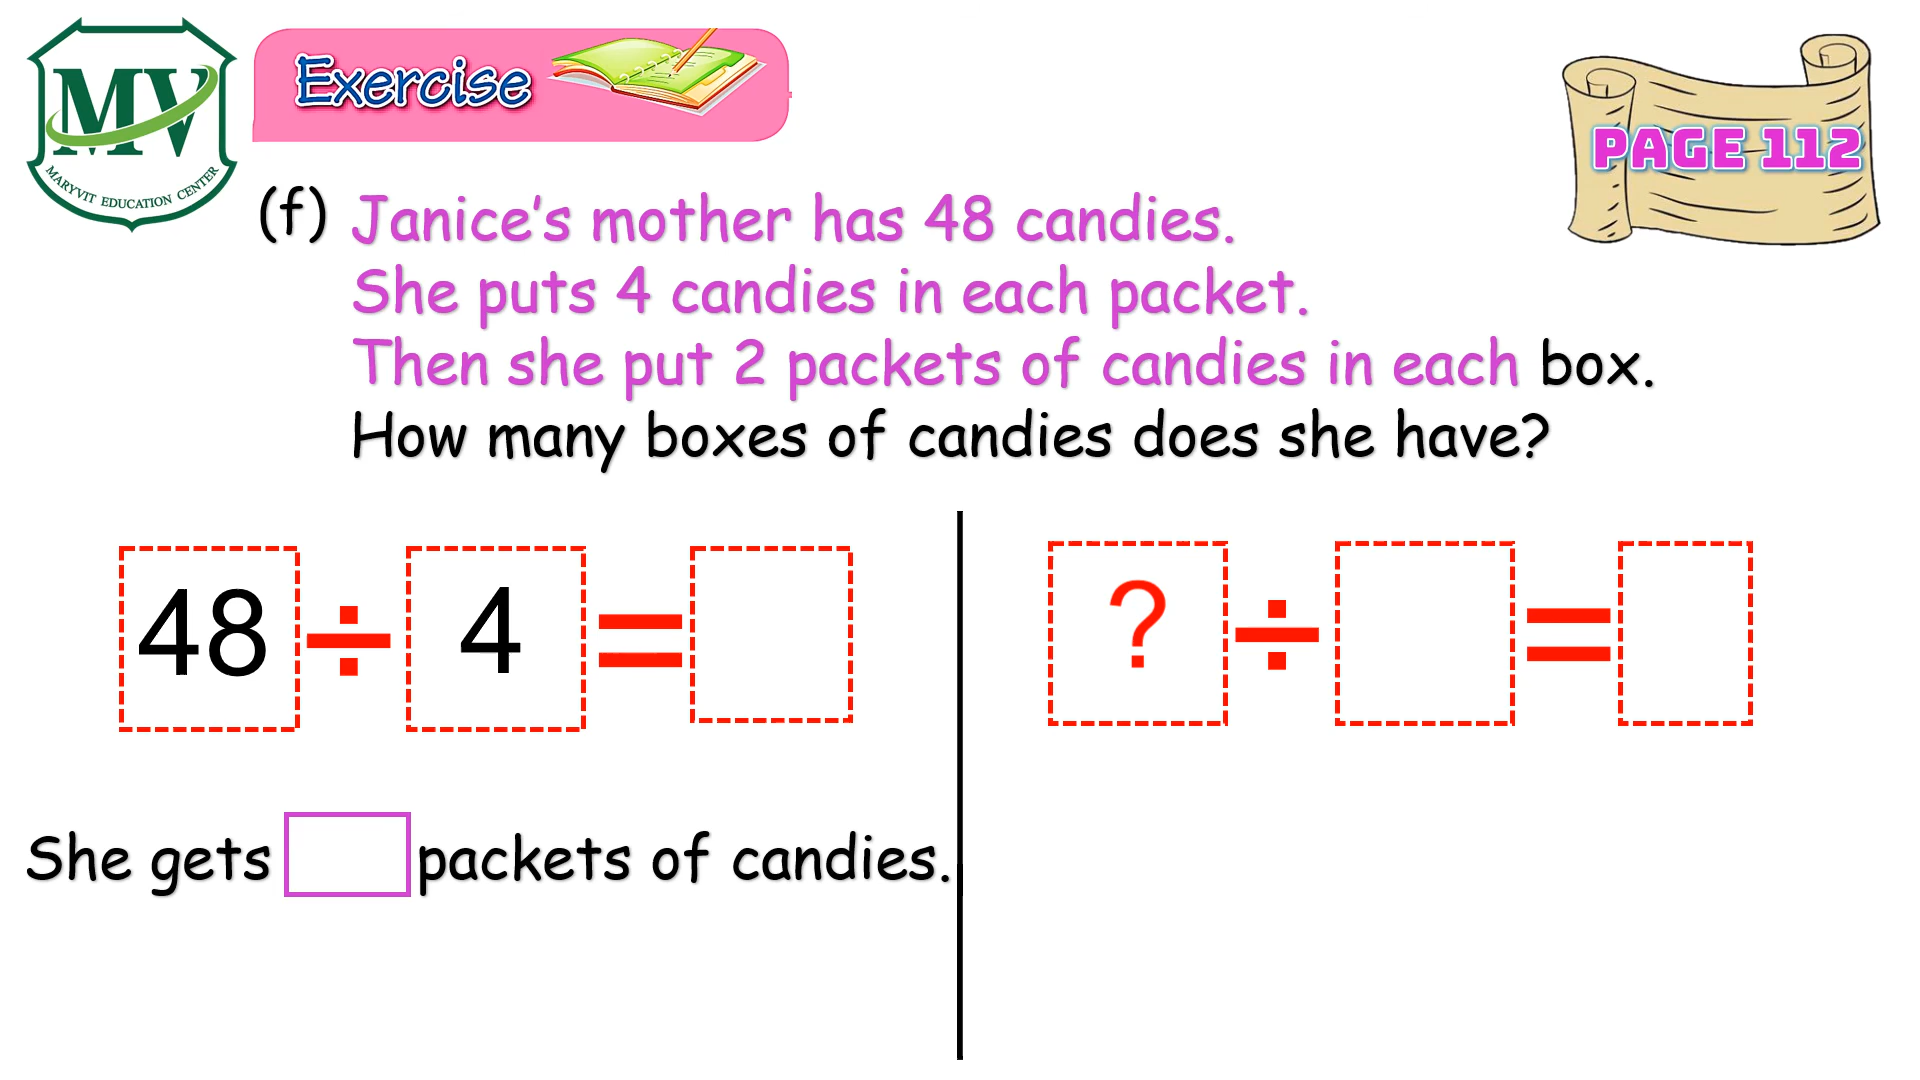 MV
MARYVIT EDUCATION CENTER
Exercise
PAGE 112
(f) Janice's mother has 48 candies.
She puts 4 candies in each packet.
Then she put 2 packets of candies in each box.
How many boxes of candies does she have?
48 ÷ 4 =
? ÷ =
She gets packets of candies.